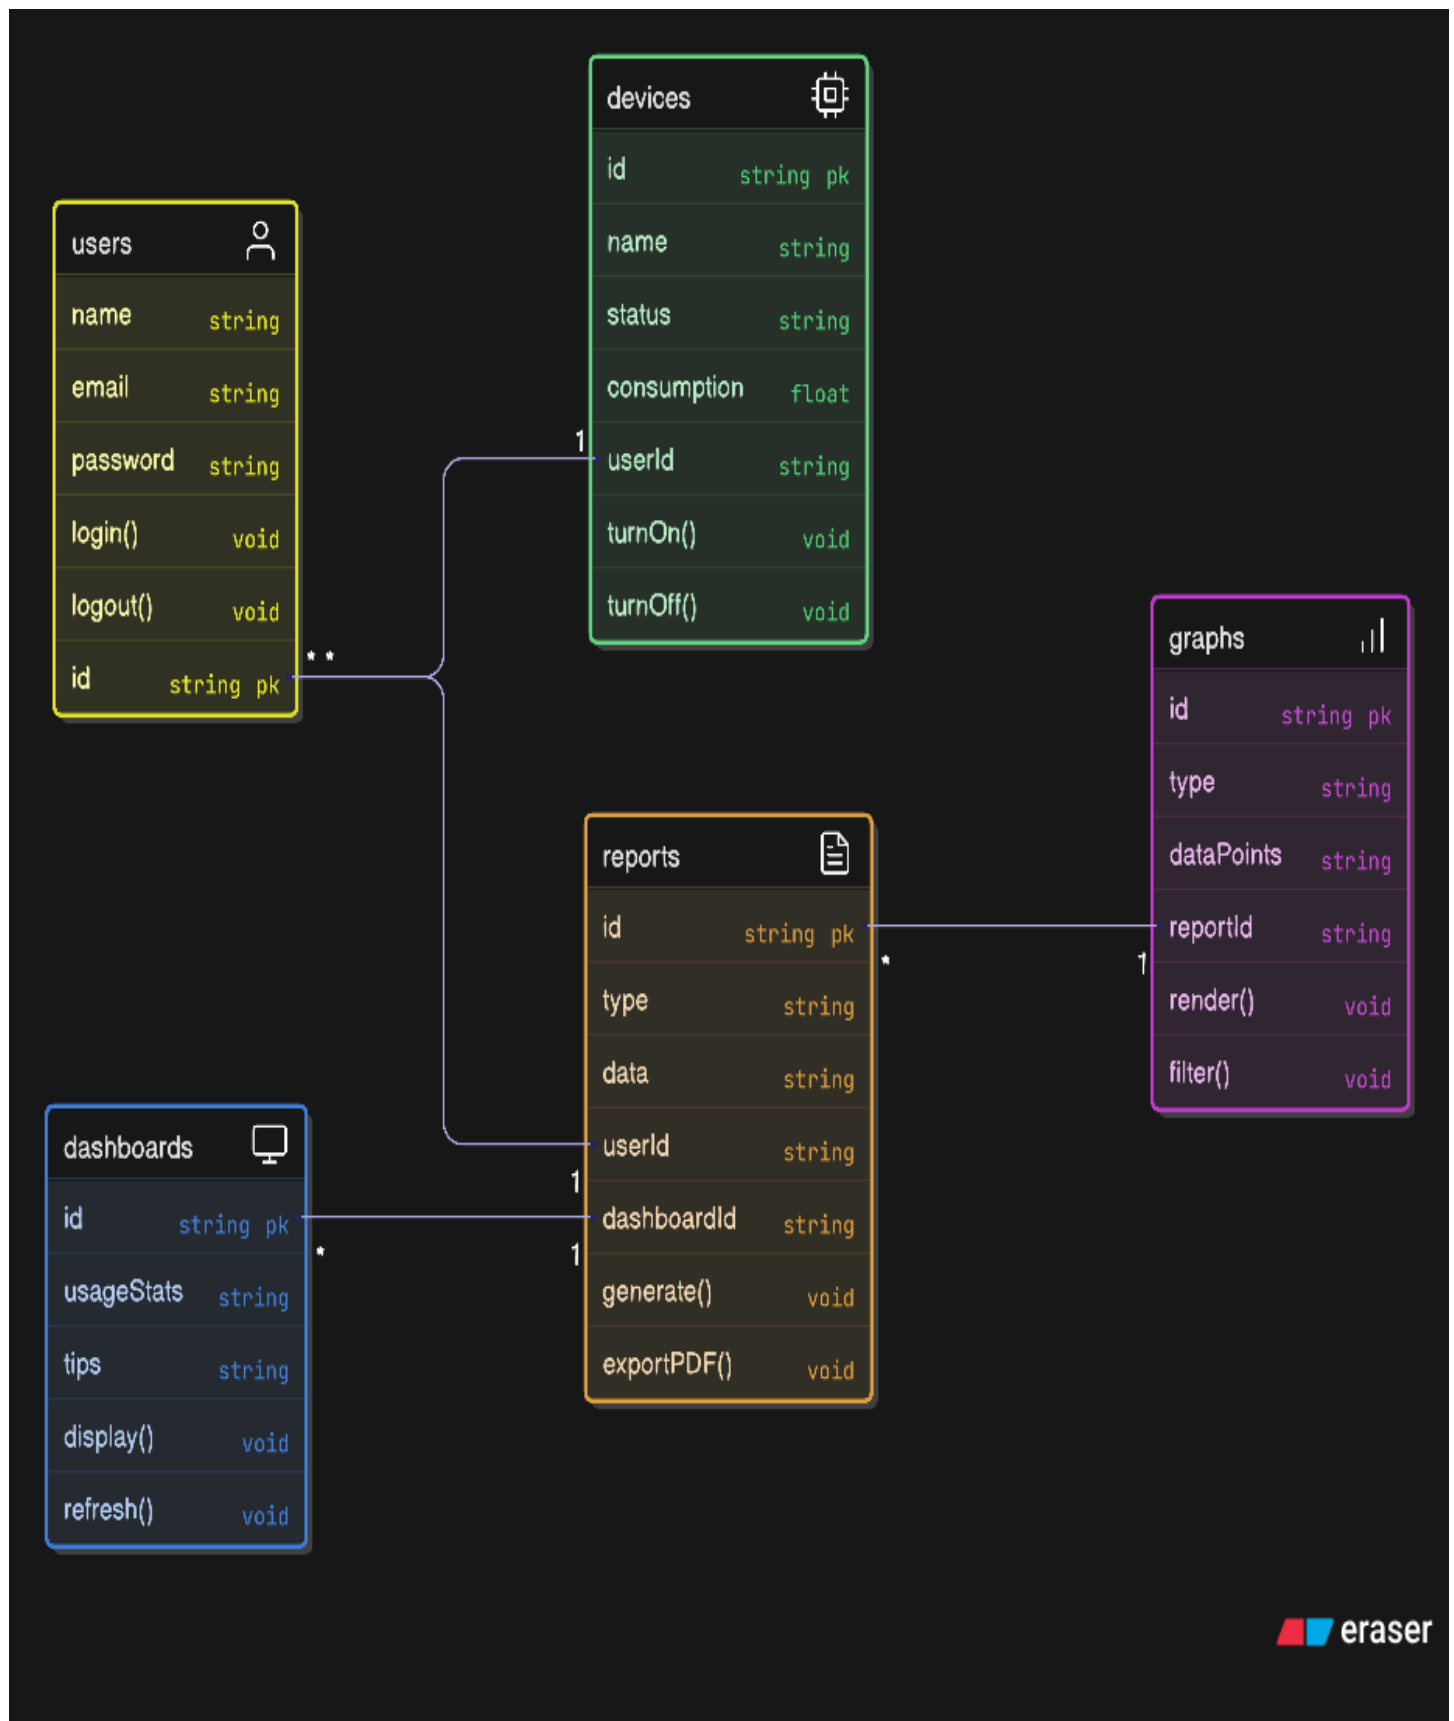 devices
id string pk
name string
status string
consumption float
1
userId string
turnOn() void
turnOff() void
users
name string
email string
password string
login() void
logout() void
* *
id string pk
graphs
id string pk
type string
dataPoints string
reportId string
render() void
filter() void
reports
id string pk
* 1
type string
data string
userId string
1
dashboardId string
1
generate() void
exportPDF() void
dashboards
id string pk
*
usageStats string
tips string
display() void
refresh() void
eraser